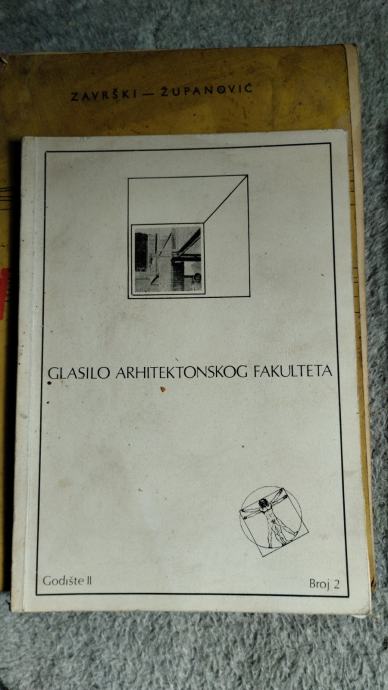 ZAVRŠKI — ŽUPANOVIĆ
GLASILO ARHITEKTONSKOG FAKULTETA
Godište II
Broj 2